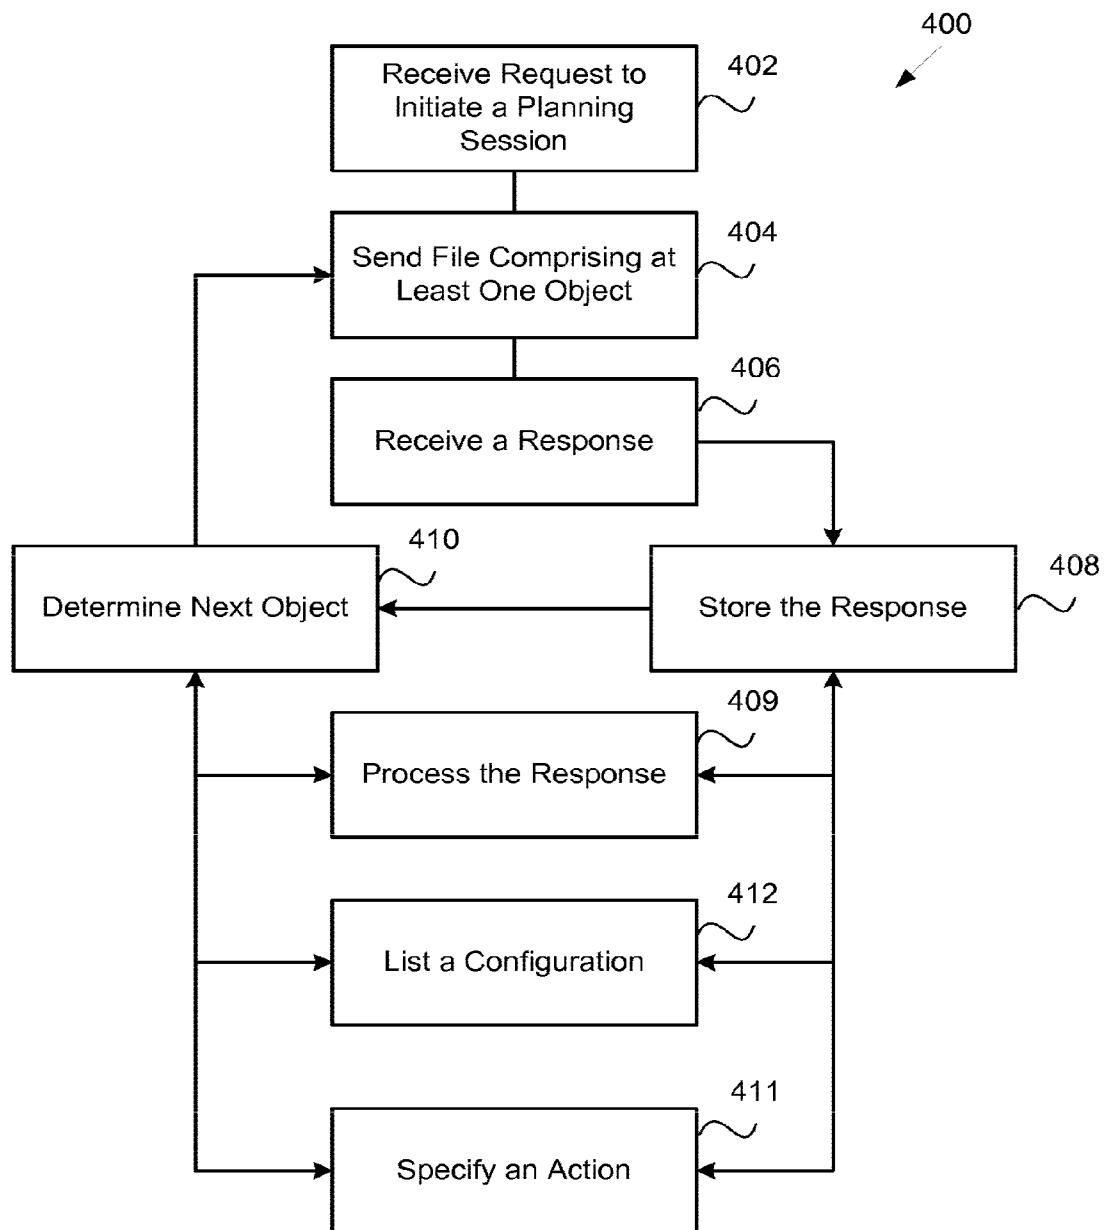 400
Receive Request to
Initiate a Planning
Session
402
Send File Comprising at
Least One Object
404
Receive a Response
406
Determine Next Object
410
Store the Response
408
Process the Response
409
List a Configuration
412
Specify an Action
411